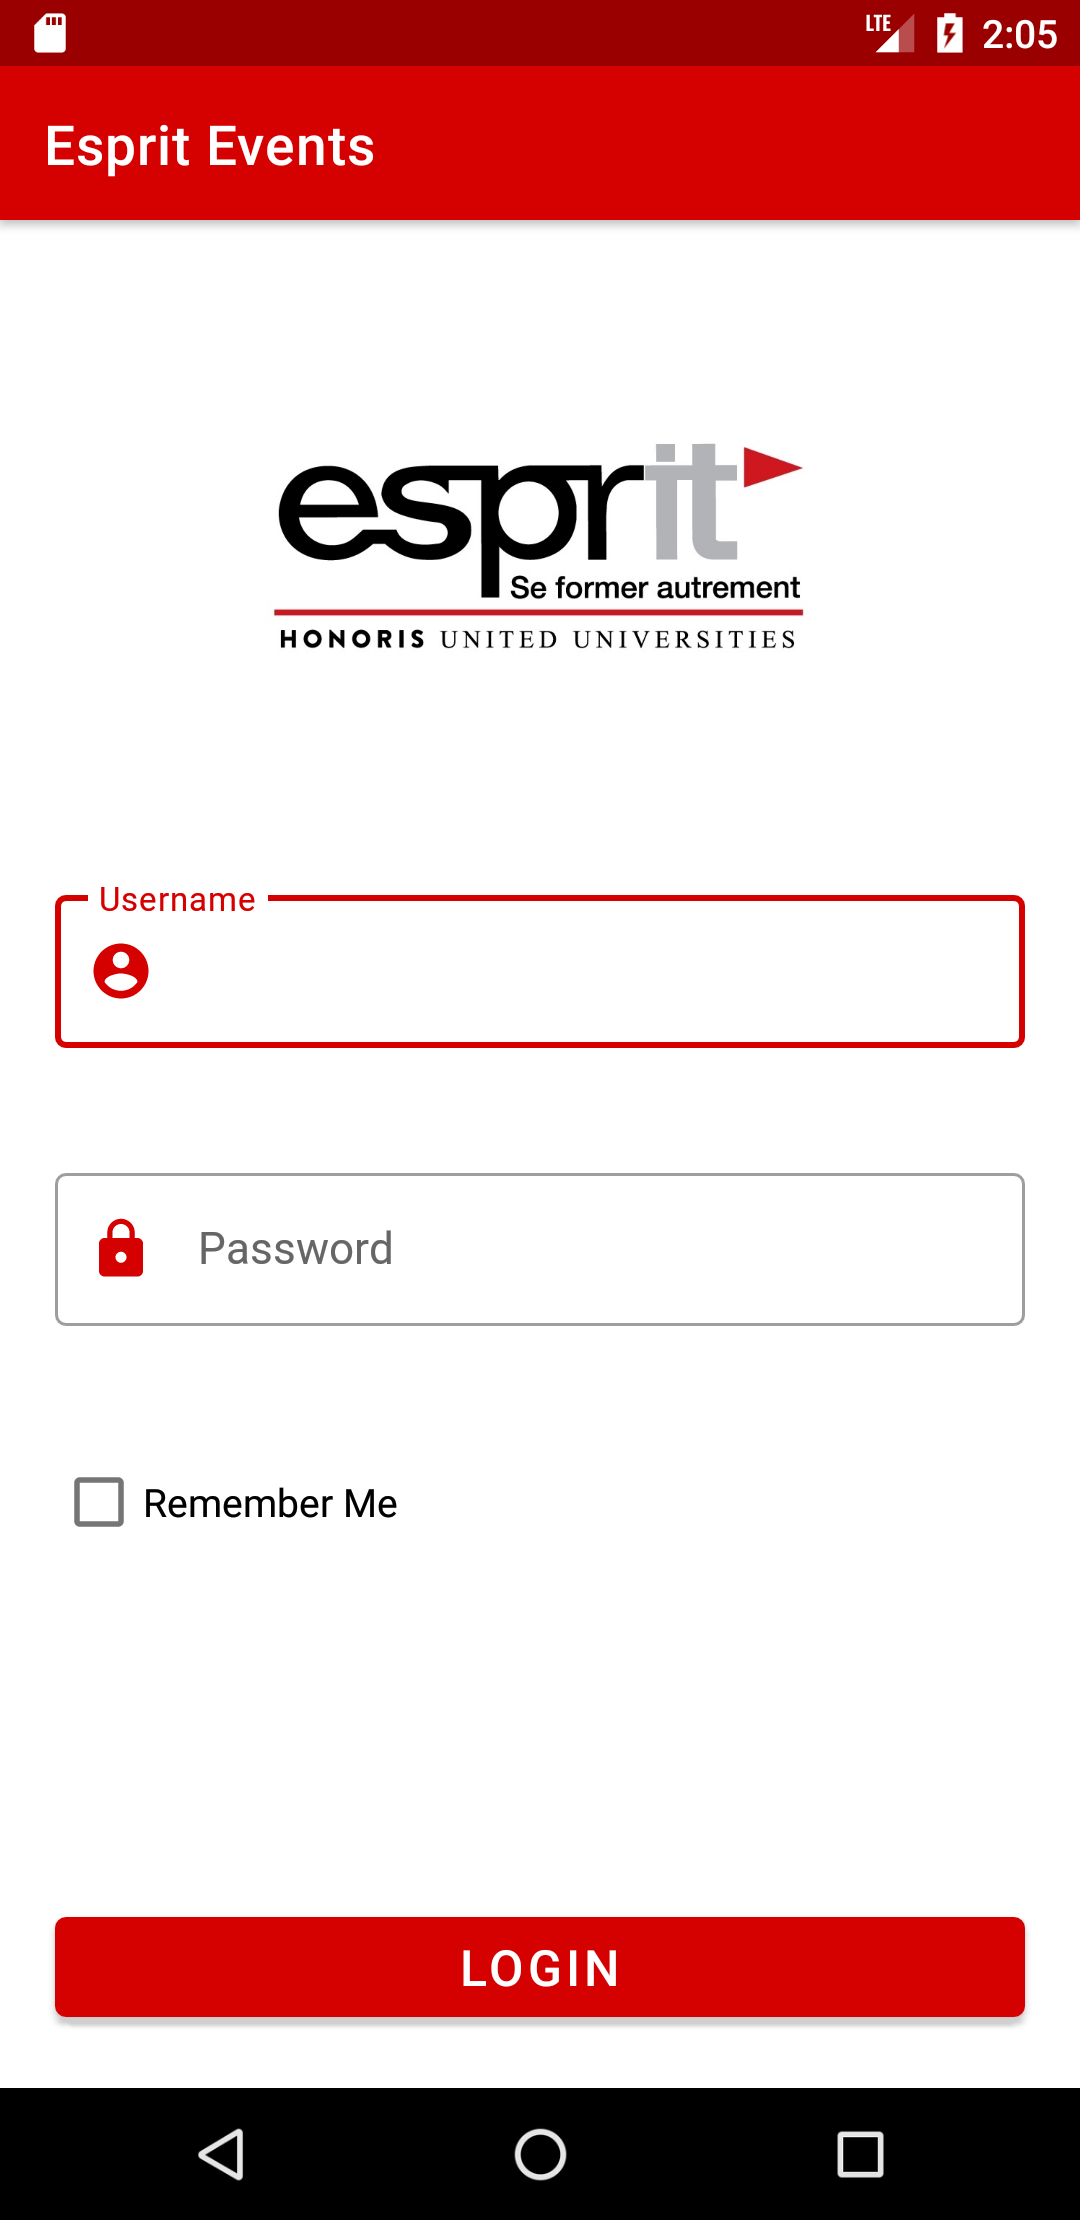 LTE 2:05
Esprit Events
esprit
Se former autrement
HONORIS UNITED UNIVERSITIES
Username
Password
Remember Me
LOGIN